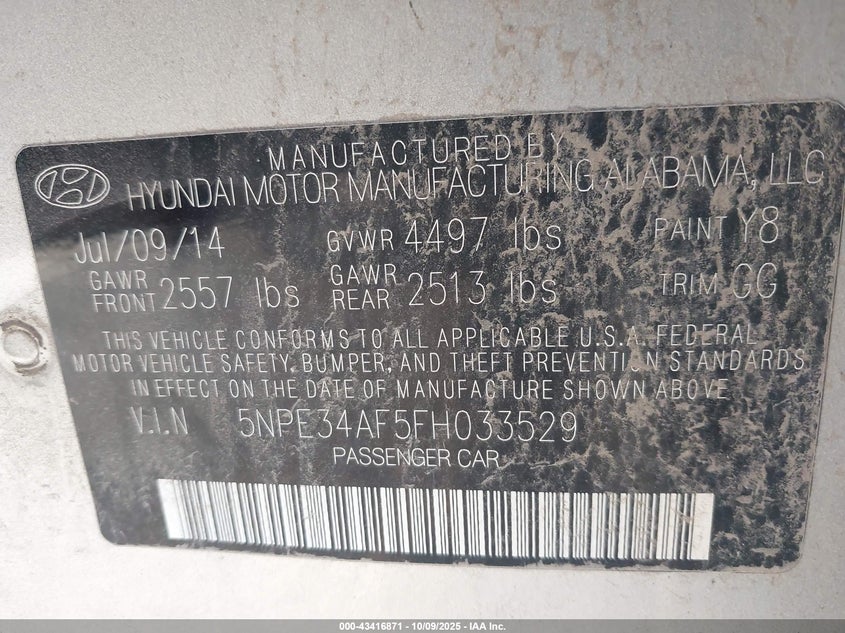 MANUFACTURED BY
HYUNDAI MOTOR MANUFACTURING ALABAMA, LLC
Jul/09/14 GVWR 4497 lbs PAINT Y8
GAWR FRONT 2557 lbs GAWR REAR 2513 lbs TRIM GG
THIS VEHICLE CONFORMS TO ALL APPLICABLE U.S.A. FEDERAL
MOTOR VEHICLE SAFETY, BUMPER, AND THEFT PREVENTION STANDARDS
IN EFFECT ON THE DATE OF MANUFACTURE SHOWN ABOVE
V.I.N 5NPE34AF5FH033529
PASSENGER CAR
000-43416871 | 10/09/2025 - IAA Inc.